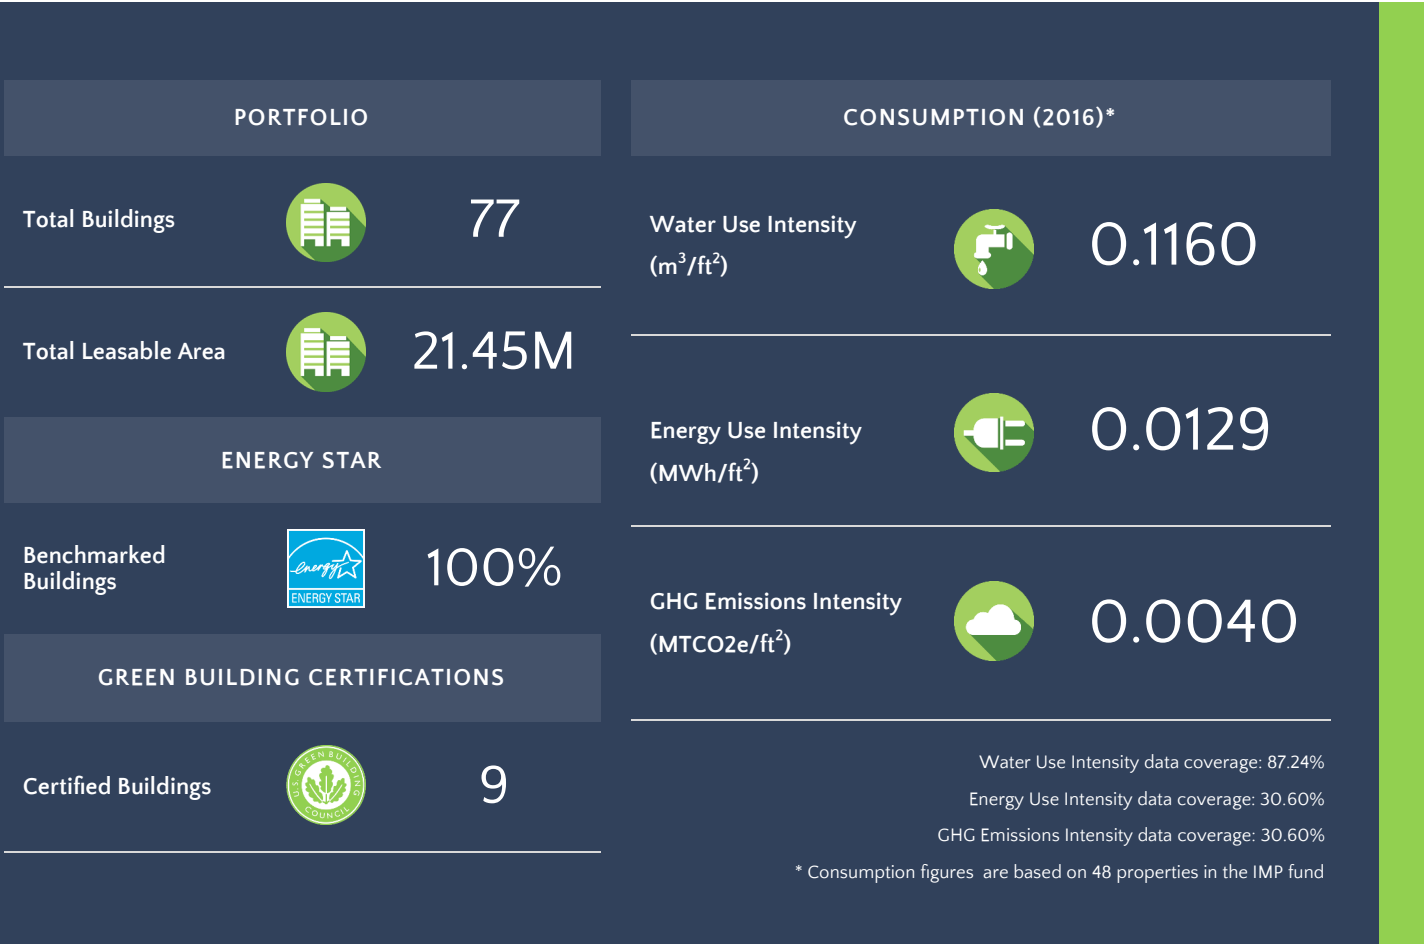 PORTFOLIO
Total Buildings
77
Total Leasable Area
21.45M
ENERGY STAR
Benchmarked
Buildings
energy
ENERGY STAR
100%
GREEN BUILDING CERTIFICATIONS
Certified Buildings
U.S. GREEN BUILDING
COUNCIL
9
CONSUMPTION (2016)*
Water Use Intensity
(m³/ft²)
0.1160
Energy Use Intensity
(MWh/ft²)
0.0129
GHG Emissions Intensity
(MTCO2e/ft²)
0.0040
Water Use Intensity data coverage: 87.24%
Energy Use Intensity data coverage: 30.60%
GHG Emissions Intensity data coverage: 30.60%
* Consumption figures are based on 48 properties in the IMP fund